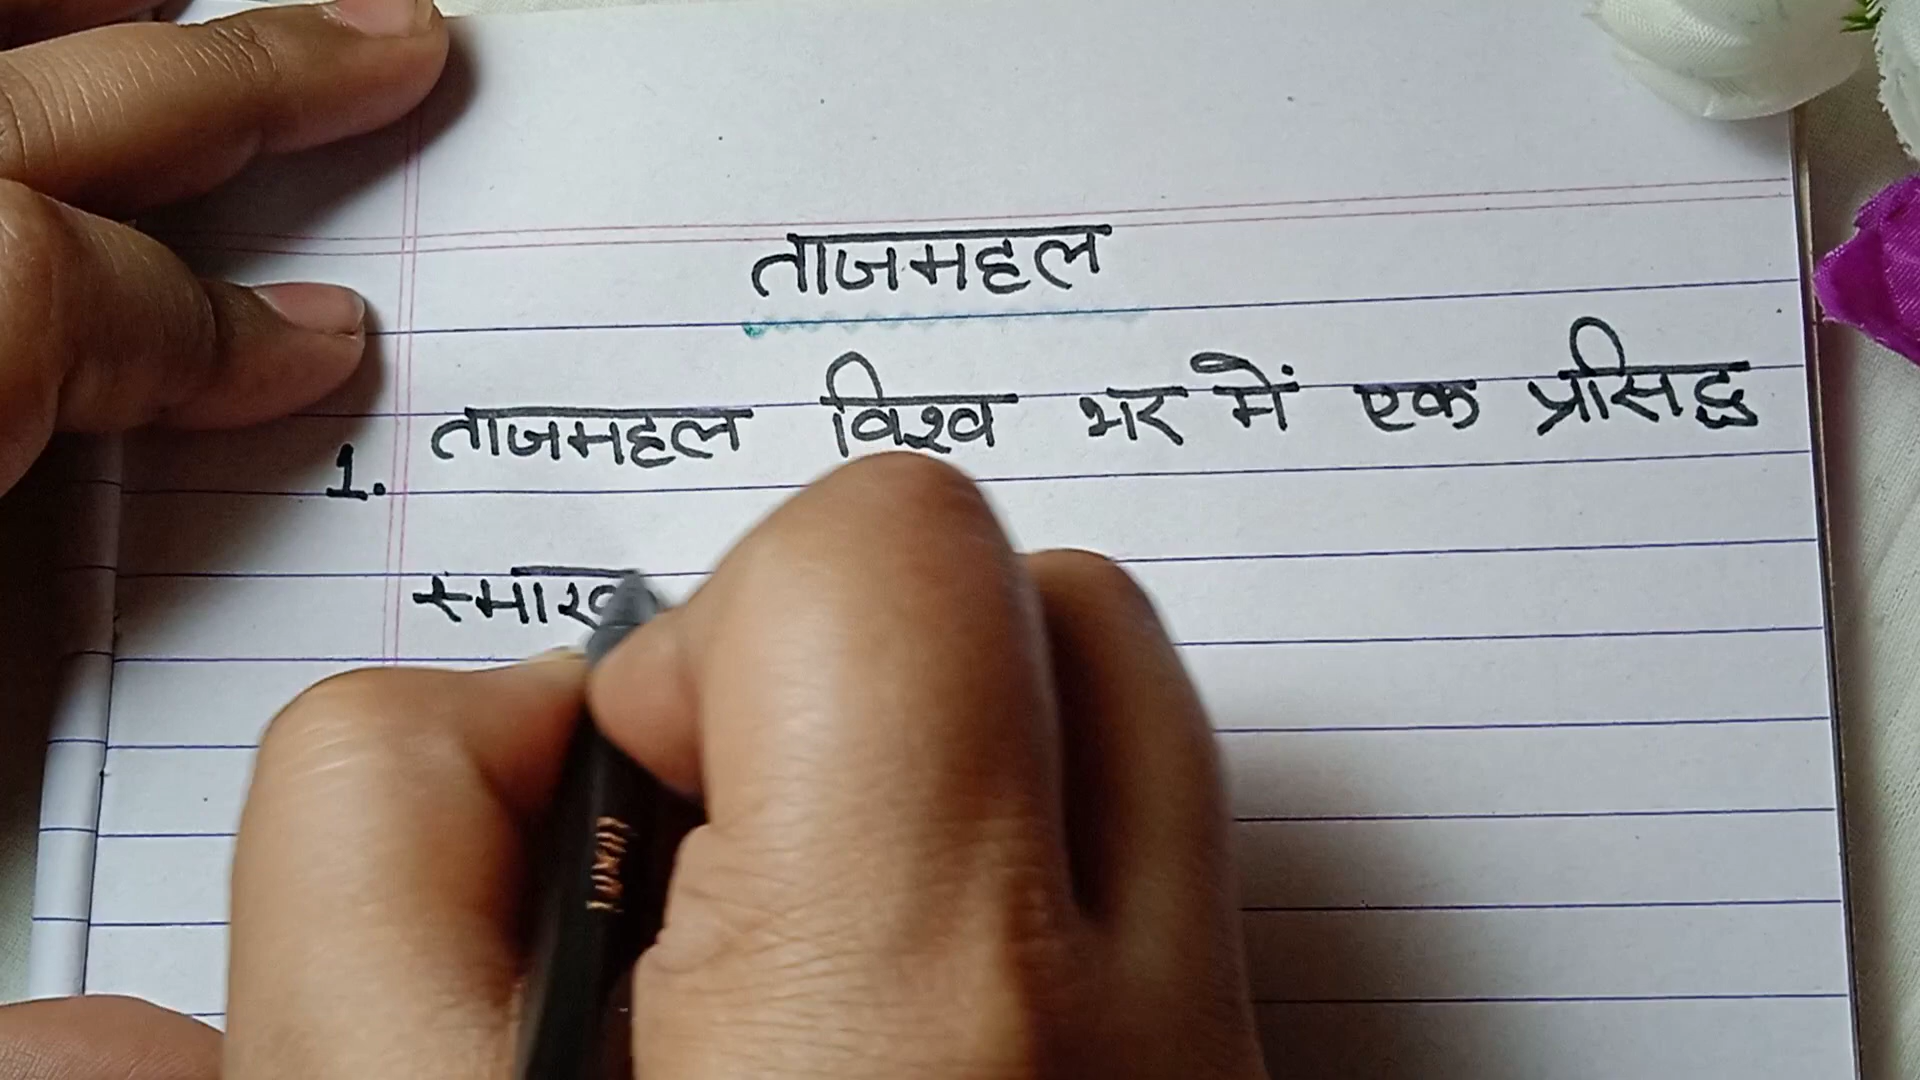 ताजमहल
1. ताजमहल विश्व भर में एक प्रसिद्ध